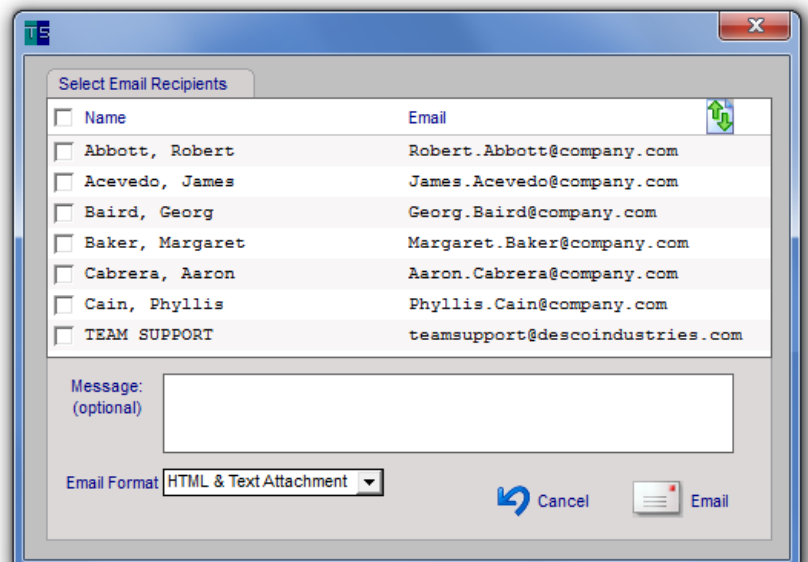 TS
X
Select Email Recipients
Name Email
Abbott, Robert Robert.Abbott@company.com
Acevedo, James James.Acevedo@company.com
Baird, Georg Georg.Baird@company.com
Baker, Margaret Margaret.Baker@company.com
Cabrera, Aaron Aaron.Cabrera@company.com
Cain, Phyllis Phyllis.Cain@company.com
TEAM SUPPORT teamsupport@descoindustries.com
Message:
(optional)
Email Format HTML & Text Attachment
Cancel Email